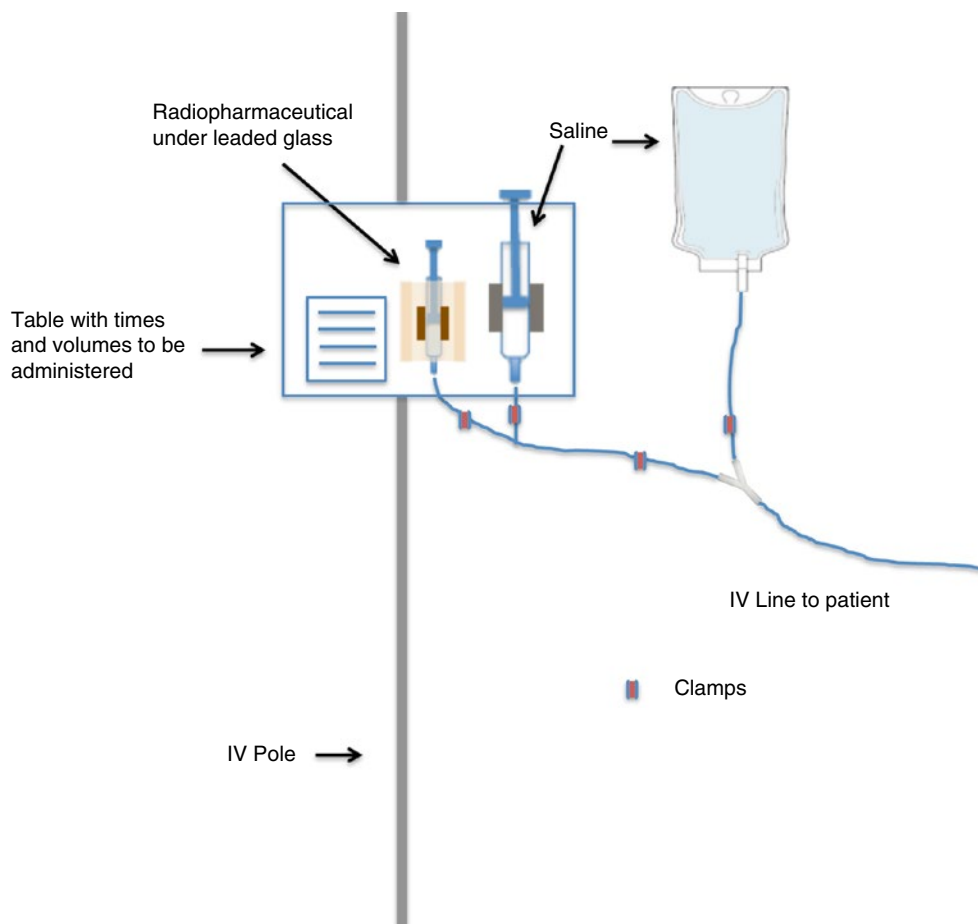 Radiopharmaceutical
under leaded glass
Saline
Table with times
and volumes to be
administered
IV Line to patient
Clamps
IV Pole